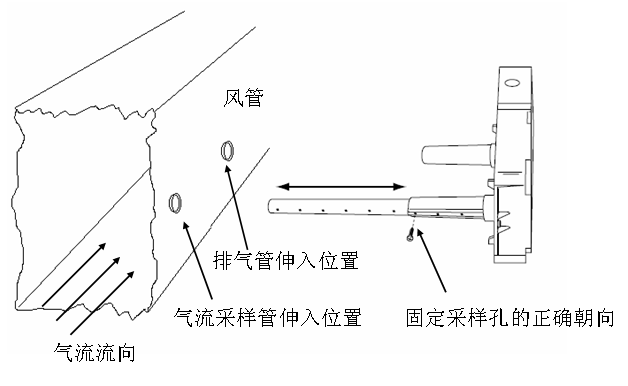 风管
排气管伸入位置
气流采样管伸入位置
固定采样孔的正确朝向
气流流向